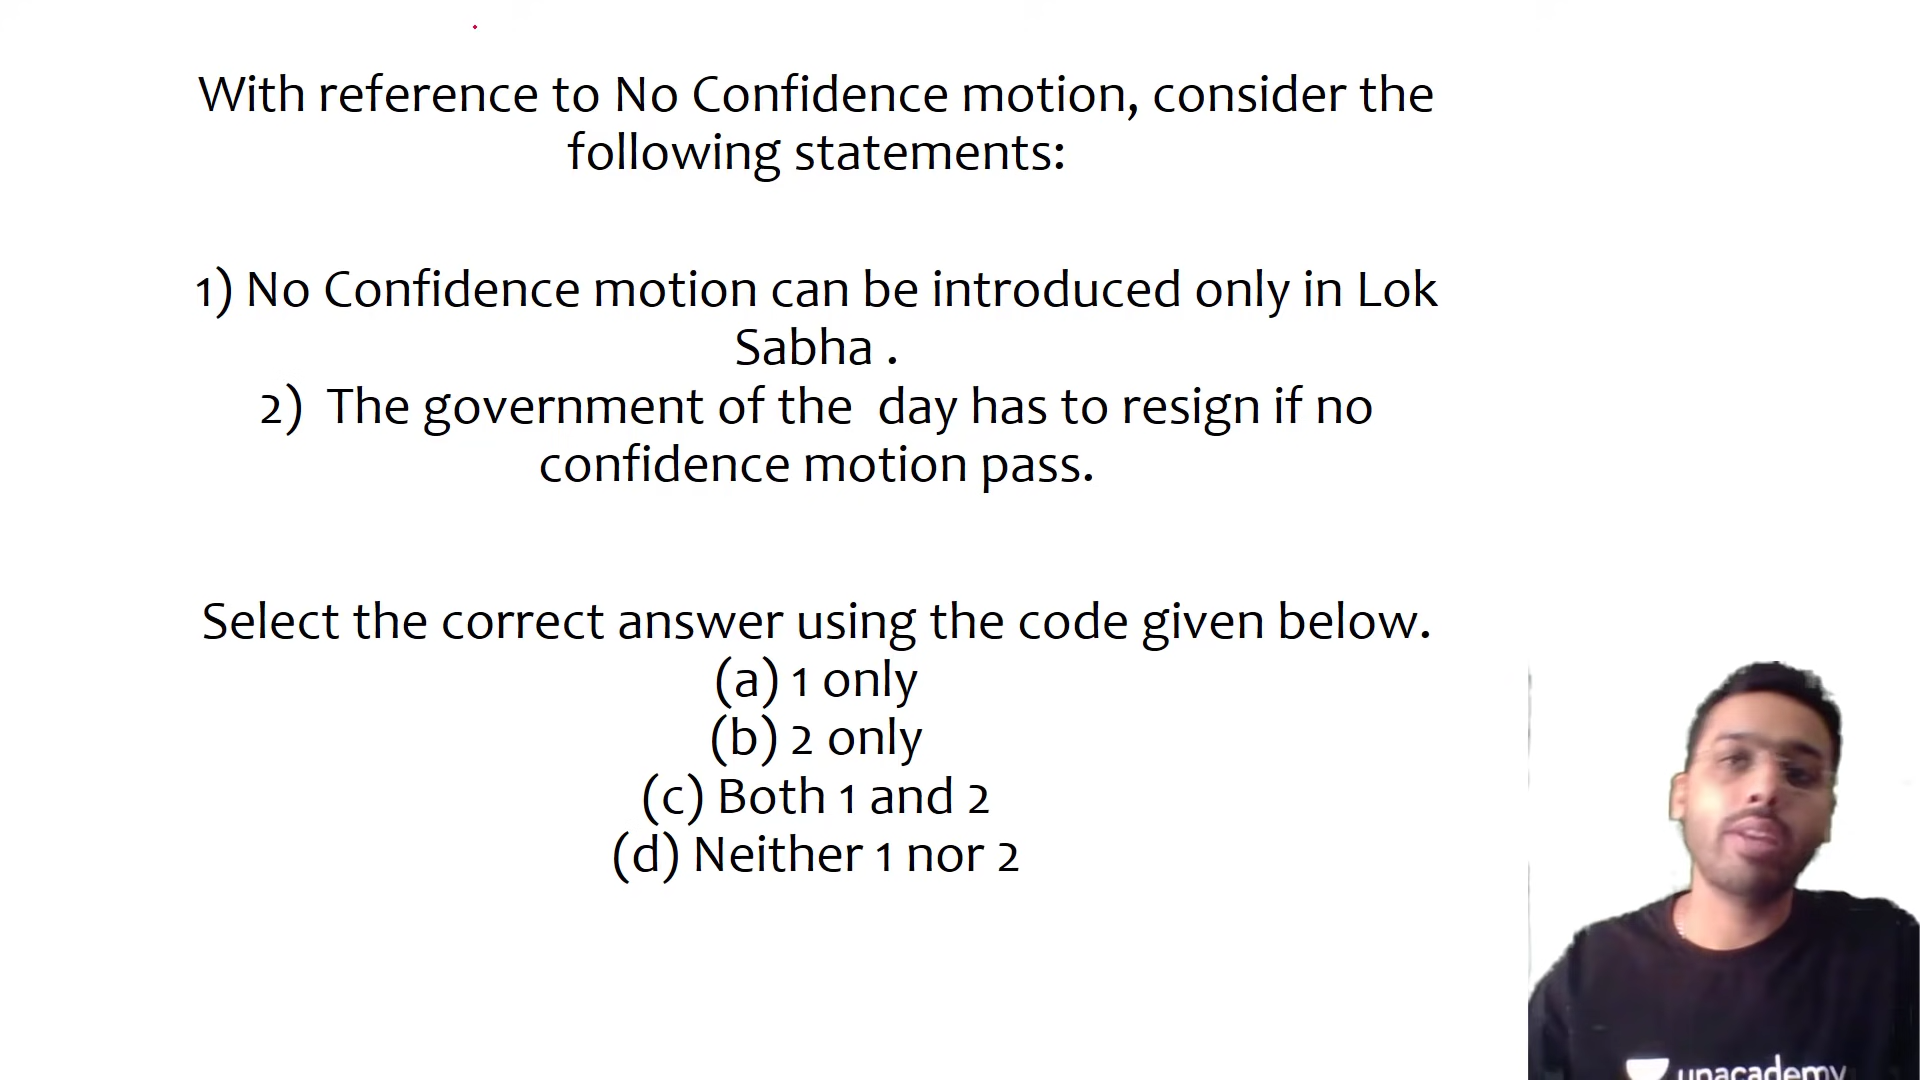 With reference to No Confidence motion, consider the
following statements:
1) No Confidence motion can be introduced only in Lok
Sabha .
2) The government of the day has to resign if no
confidence motion pass.
Select the correct answer using the code given below.
(a) 1 only
(b) 2 only
(c) Both 1 and 2
(d) Neither 1 nor 2
unacademy